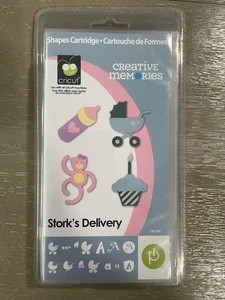 Shapes Cartridge • Cartouche de Formes
cricut
CREATIVE
MEMORIES
Stork's Delivery